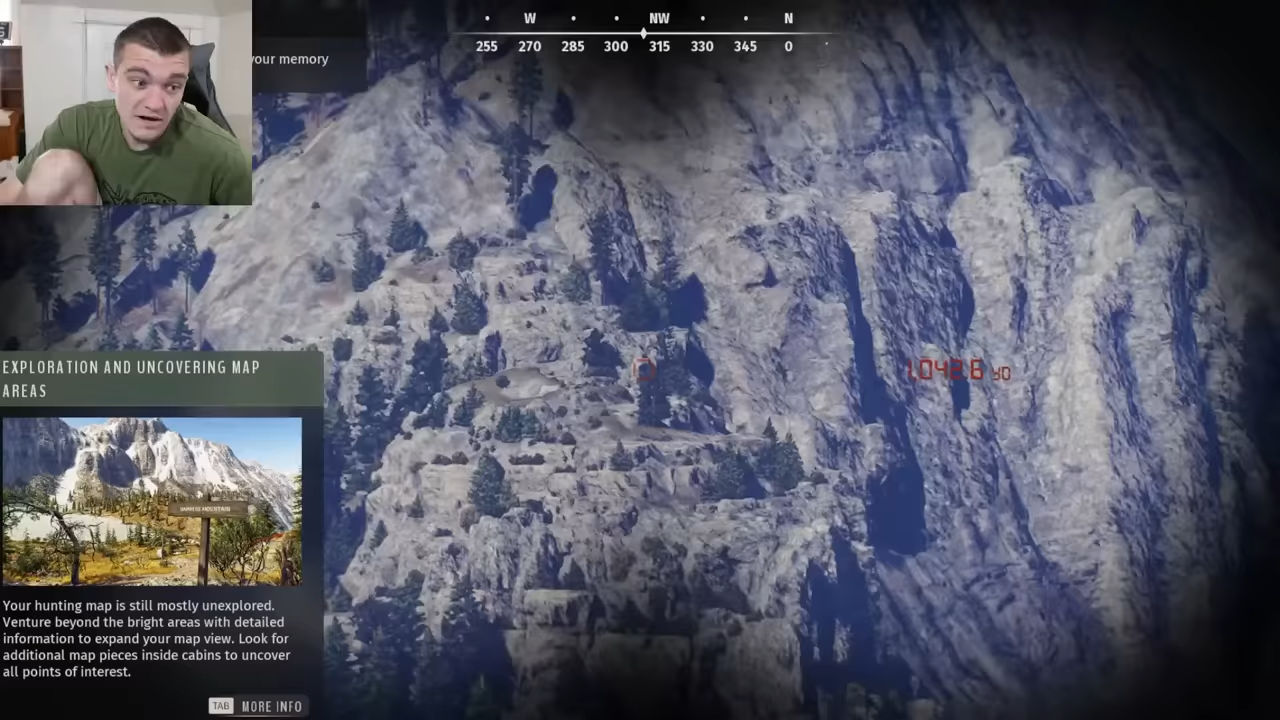 W NW N
255 270 285 300 315 330 345 0
your memory
1042.6 YD
EXPLORATION AND UNCOVERING MAP
AREAS
Your hunting map is still mostly unexplored.
Venture beyond the bright areas with detailed
information to expand your map view. Look for
additional map pieces inside cabins to uncover
all points of interest.
TAB MORE INFO